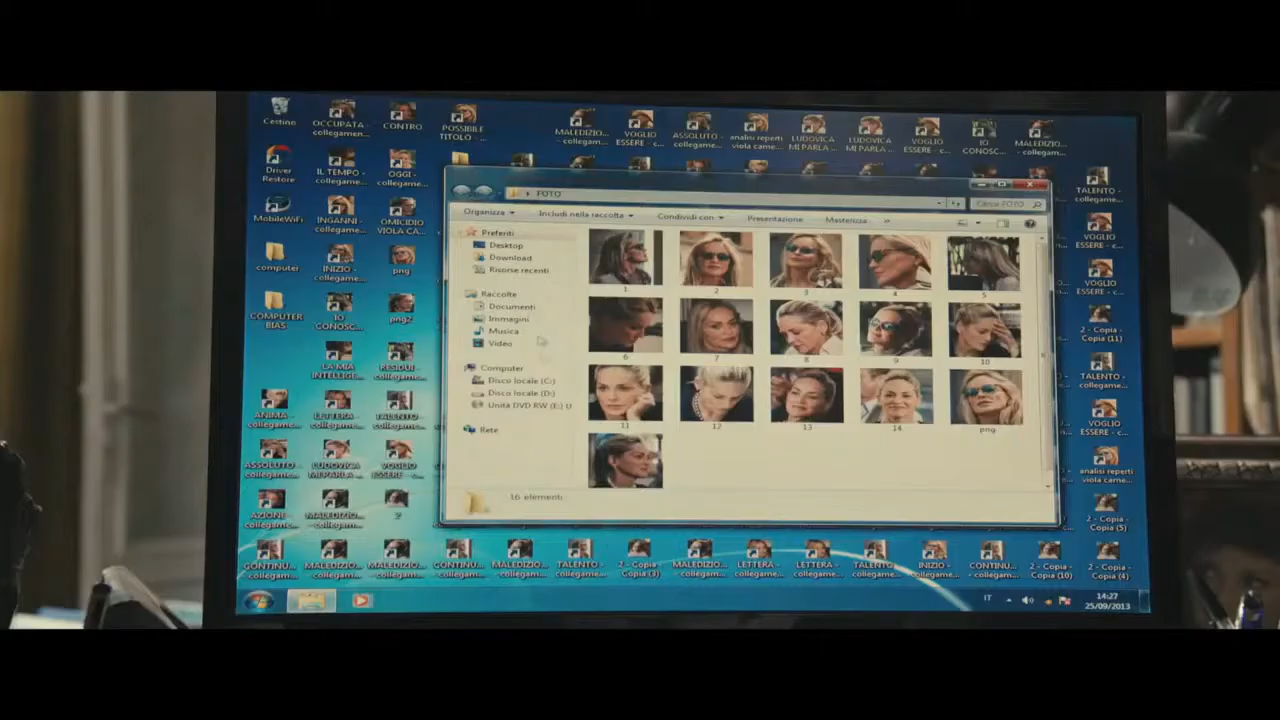 Cestino
OCCUPATA -
collegamen...
CONTRO
POSSIBILE
TITOLO -...
MALEDIZIO...
- collegam...
VOGLIO
ESSERE - c...
ASSOLUTO -
collegame...
analisi reperti
viola came...
LUDOVICA
MI PARLA ...
LUDOVICA
MI PARLA ...
VOGLIO
ESSERE - c...
IO
CONOSC...
MALEDIZIO...
- collegam...
Driver
Restore
IL TEMPO -
collegamen...
OGGI -
collegame...
TALENTO -
collegame...
MobileWiFi
INGANNI -
collegamen...
OMICIDIO
VIOLA CA...
VOGLIO
ESSERE - c...
computer
INIZIO -
collegame...
png
VOGLIO
ESSERE - c...
COMPUTER
BIAS
IO
CONOSC...
png2
2 - Copia -
Copia (11)
LA MIA
INTELLIGE...
RESIDUI -
collegame...
TALENTO -
collegame...
ANIMA -
collegame...
LETTERA -
collegame...
TALENTO -
collegame...
VOGLIO
ESSERE - c...
ASSOLUTO -
collegame...
LUDOVICA
MI PARLA ...
VOGLIO
ESSERE - c...
analisi reperti
viola came...
AZIONE -
collegame...
MALEDIZIO...
- collegam...
2
2 - Copia -
Copia (5)
FOTO
Cerca FOTO
Organizza
Includi nella raccolta
Condividi con
Presentazione
Masterizza
»
Preferiti
Desktop
Download
Risorse recenti
Raccolte
Documenti
Immagini
Musica
Video
Computer
Disco locale (C:)
Disco locale (D:)
Unità DVD RW (E:) U
Rete
1 2 3 4 5
6 7 8 9 10
11 12 13 14 png
16 elementi
CONTINU...
collegam...
MALEDIZO...
- collegam...
MALEDIZIO...
- collegam...
CONTINU...
collegam...
MALEDIZIO...
- collegam...
TALENTO -
collegam...
2 - Copia -
Copia (3)
MALEDIZIO...
- collegam...
LETTERA -
collegame...
LETTERA -
collegame...
TALENTO -
collegame...
INIZIO -
collegame...
CONTINU...
collegam...
2 - Copia -
Copia (10)
2 - Copia -
Copia (4)
IT
14:27
25/09/2013